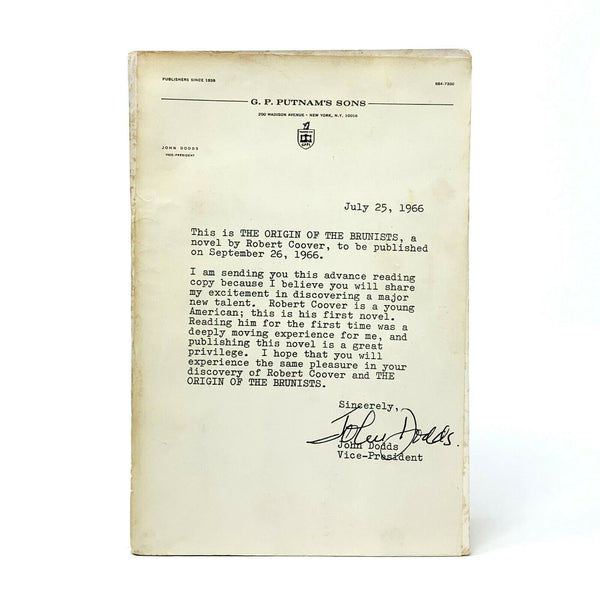 PUBLISHERS SINCE 1838
884-7200
G. P. PUTNAM'S SONS
200 MADISON AVENUE · NEW YORK, N.Y. 10016
JOHN DODDS
VICE-PRESIDENT
July 25, 1966
This is THE ORIGIN OF THE BRUNISTS, a
novel by Robert Coover, to be published
on September 26, 1966.
I am sending you this advance reading
copy because I believe you will share
my excitement in discovering a major
new talent. Robert Coover is a young
American; this is his first novel.
Reading him for the first time was a
deeply moving experience for me, and
publishing this novel is a great
privilege. I hope that you will
experience the same pleasure in your
discovery of Robert Coover and THE
ORIGIN OF THE BRUNISTS.
Sincerely,
John Dodds.
John Dodds
Vice-President